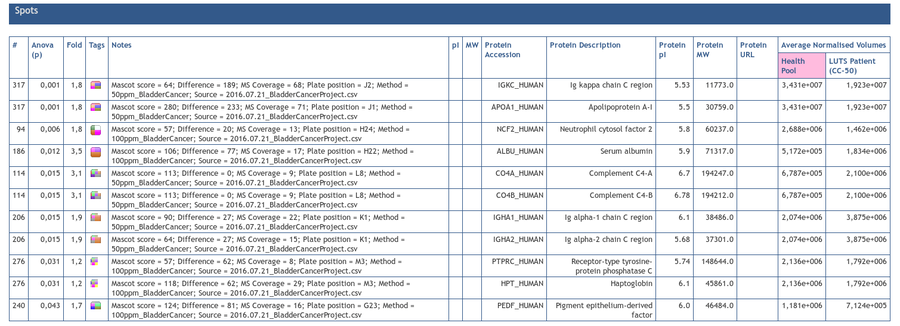 Spots
# Anova (p) Fold Tags Notes pI MW Protein Accession Protein Description Protein pI Protein MW Protein URL Average Normalised Volumes
Health Pool LUTS Patient (CC-50)
317 0,001 1,8 Mascot score = 64; Difference = 189; MS Coverage = 68; Plate position = J2; Method = IGKC_HUMAN Ig kappa chain C region 5.53 11773.0 3,431e+007 1,923e+007
50ppm_BladderCancer; Source = 2016.07.21_BladderCancerProject.csv
317 0,001 1,8 Mascot score = 280; Difference = 233; MS Coverage = 71; Plate position = J1; Method = APOA1_HUMAN Apolipoprotein A-I 5.5 30759.0 3,431e+007 1,923e+007
50ppm_BladderCancer; Source = 2016.07.21_BladderCancerProject.csv
94 0,006 1,8 Mascot score = 57; Difference = 20; MS Coverage = 13; Plate position = H24; Method = NCF2_HUMAN Neutrophil cytosol factor 2 5.8 60237.0 2,688e+006 1,462e+006
100ppm_BladderCancer; Source = 2016.07.21_BladderCancerProject.csv
186 0,012 3,5 Mascot score = 106; Difference = 77; MS Coverage = 17; Plate position = H22; Method = ALBU_HUMAN Serum albumin 5.9 71317.0 5,172e+005 1,834e+006
100ppm_BladderCancer; Source = 2016.07.21_BladderCancerProject.csv
114 0,015 3,1 Mascot score = 113; Difference = 0; MS Coverage = 9; Plate position = L8; Method = CO4A_HUMAN Complement C4-A 6.7 194247.0 6,787e+005 2,100e+006
50ppm_BladderCancer; Source = 2016.07.21_BladderCancerProject.csv
114 0,015 3,1 Mascot score = 113; Difference = 0; MS Coverage = 9; Plate position = L8; Method = CO4B_HUMAN Complement C4-B 6.78 194212.0 6,787e+005 2,100e+006
50ppm_BladderCancer; Source = 2016.07.21_BladderCancerProject.csv
206 0,015 1,9 Mascot score = 90; Difference = 27; MS Coverage = 22; Plate position = K1; Method = IGHA1_HUMAN Ig alpha-1 chain C region 6.1 38486.0 2,074e+006 3,875e+006
50ppm_BladderCancer; Source = 2016.07.21_BladderCancerProject.csv
206 0,015 1,9 Mascot score = 64; Difference = 27; MS Coverage = 15; Plate position = K1; Method = IGHA2_HUMAN Ig alpha-2 chain C region 5.68 37301.0 2,074e+006 3,875e+006
50ppm_BladderCancer; Source = 2016.07.21_BladderCancerProject.csv
276 0,031 1,2 Mascot score = 57; Difference = 62; MS Coverage = 8; Plate position = M3; Method = PTPRC_HUMAN Receptor-type tyrosine- 5.74 148644.0 2,136e+006 1,792e+006
100ppm_BladderCancer; Source = 2016.07.21_BladderCancerProject.csv protein phosphatase C
276 0,031 1,2 Mascot score = 118; Difference = 62; MS Coverage = 29; Plate position = M3; Method = HPT_HUMAN Haptoglobin 6.1 45861.0 2,136e+006 1,792e+006
100ppm_BladderCancer; Source = 2016.07.21_BladderCancerProject.csv
240 0,043 1,7 Mascot score = 124; Difference = 81; MS Coverage = 16; Plate position = G23; Method = PEDF_HUMAN Pigment epithelium-derived 6.0 46484.0 1,181e+006 7,124e+005
100ppm_BladderCancer; Source = 2016.07.21_BladderCancerProject.csv factor